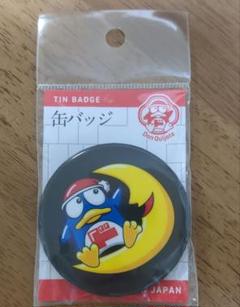 TIN BADGE
缶バッジ
Don Quijote
JAPAN